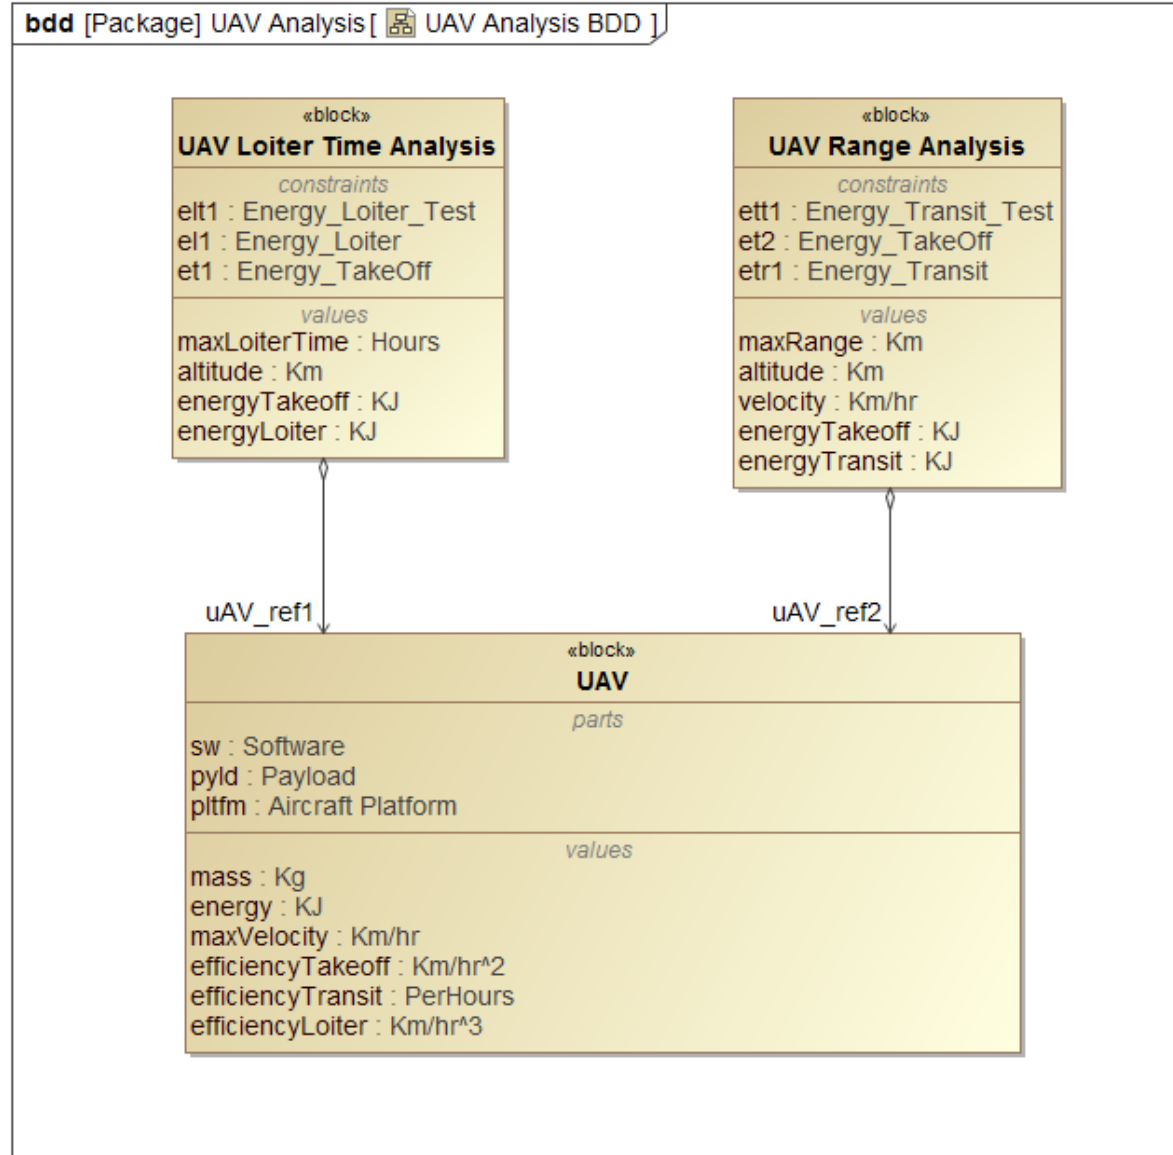 bdd [Package] UAV Analysis [ UAV Analysis BDD ]
«block»
UAV Loiter Time Analysis
constraints
elt1 : Energy_Loiter_Test
el1 : Energy_Loiter
et1 : Energy_TakeOff
values
maxLoiterTime : Hours
altitude : Km
energyTakeoff : KJ
energyLoiter : KJ
«block»
UAV Range Analysis
constraints
ett1 : Energy_Transit_Test
et2 : Energy_TakeOff
etr1 : Energy_Transit
values
maxRange : Km
altitude : Km
velocity : Km/hr
energyTakeoff : KJ
energyTransit : KJ
uAV_ref1
uAV_ref2
«block»
UAV
parts
sw : Software
pyld : Payload
pltfm : Aircraft Platform
values
mass : Kg
energy : KJ
maxVelocity : Km/hr
efficiencyTakeoff : Km/hr^2
efficiencyTransit : PerHours
efficiencyLoiter : Km/hr^3